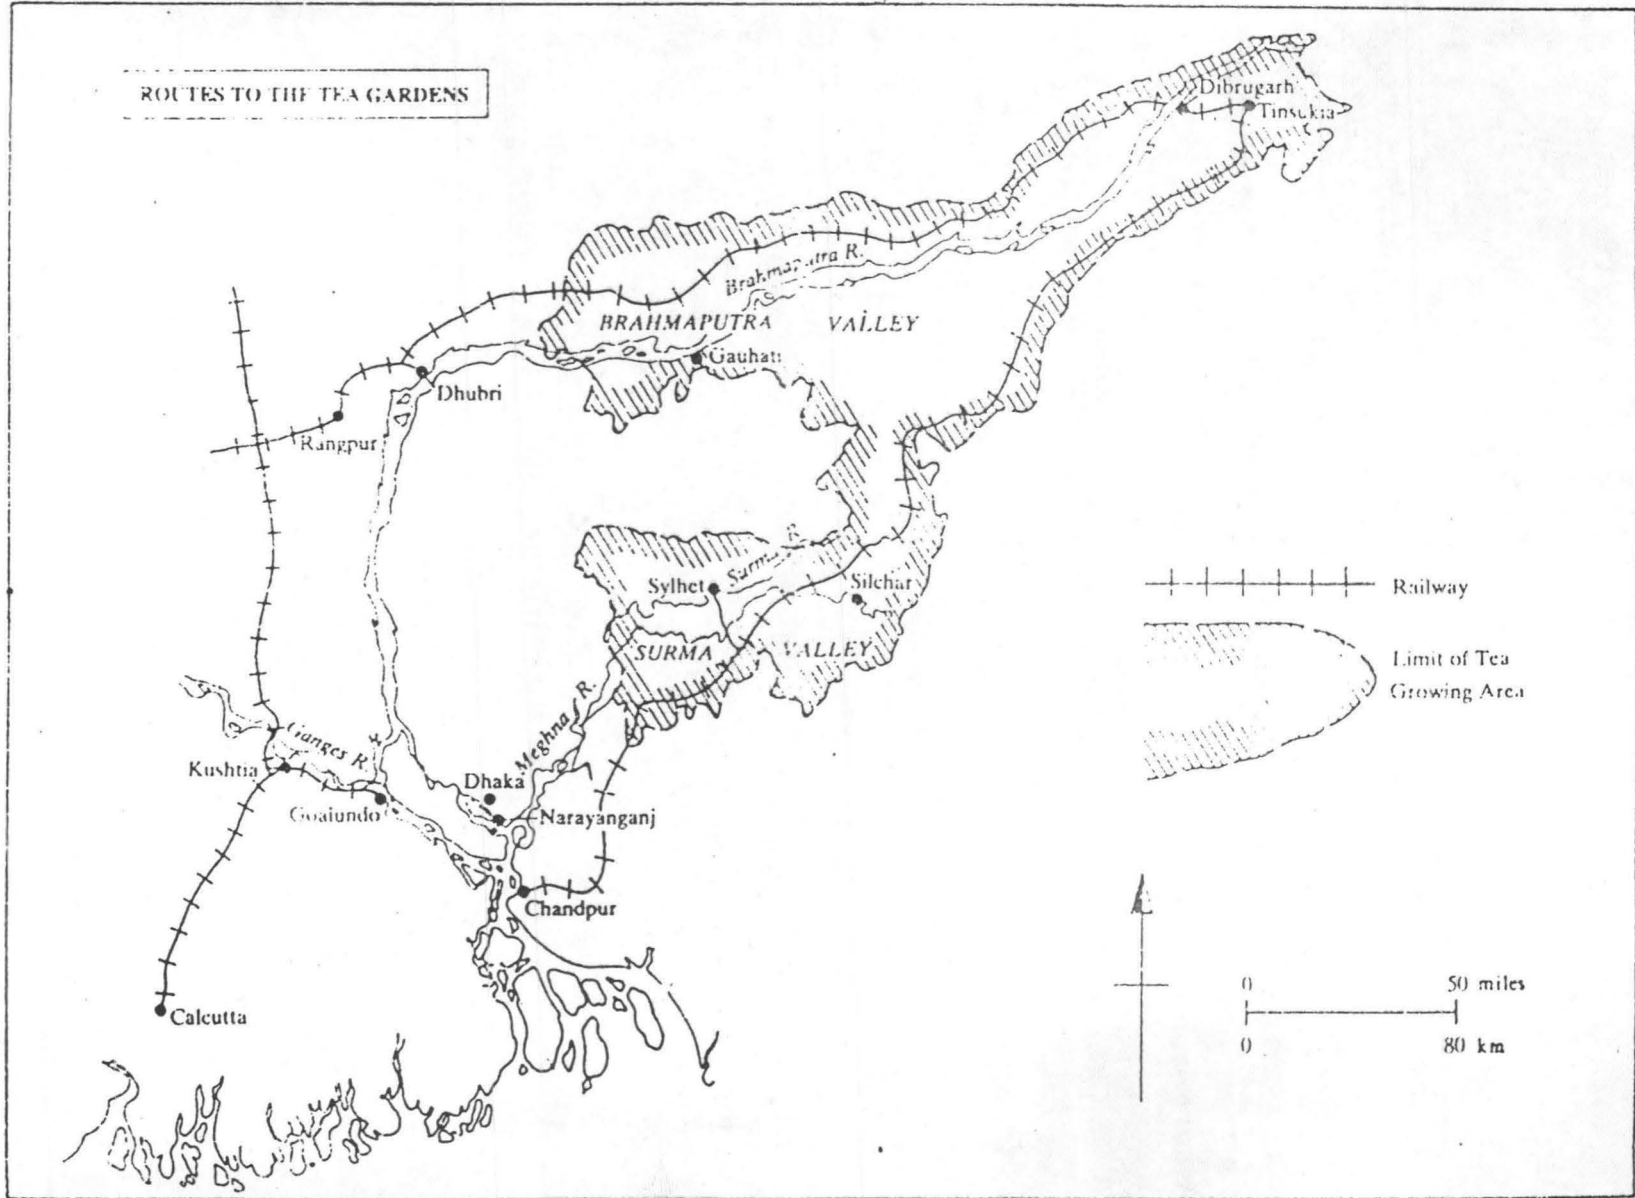 ROUTES TO THE TEA GARDENS
Dibrugarh
Tinsukia
Brahmaputra R.
BRAHMAPUTRA VALLEY
Gauhati
Dhubri
Rangpur
Surma R.
Sylhet
Silchar
Railway
SURMA VALLEY
Limit of Tea
Growing Area
Meghna R.
Ganges R.
Kushtia
Dhaka
Goalundo
Narayanganj
Chandpur
0 50 miles
Calcutta
0 80 km